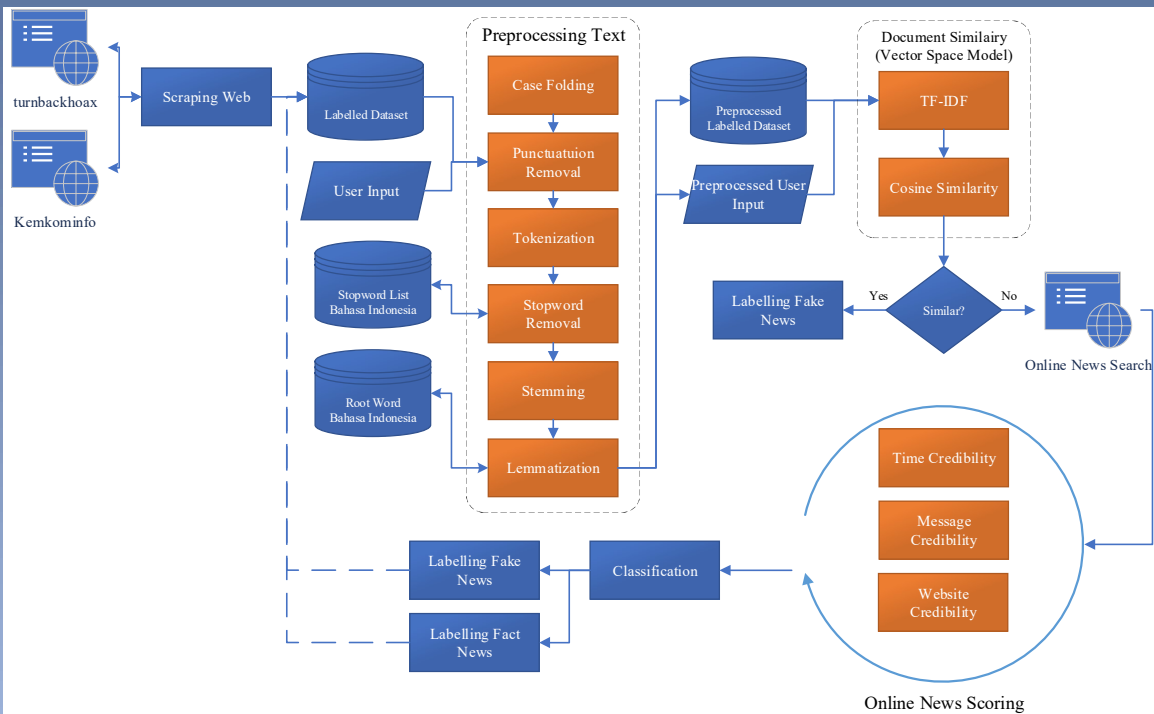 turnbackhoax
Kemkominfo
Scraping Web
Labelled Dataset
User Input
Stopword List
Bahasa Indonesia
Root Word
Bahasa Indonesia
Preprocessing Text
Case Folding
Punctuatuion
Removal
Tokenization
Stopword
Removal
Stemming
Lemmatization
Preprocessed
Labelled Dataset
Preprocessed User
Input
Document Similairy
(Vector Space Model)
TF-IDF
Cosine Similarity
Similar?
Yes
No
Labelling Fake
News
Online News Search
Time Credibility
Message
Credibility
Website
Credibility
Online News Scoring
Classification
Labelling Fake
News
Labelling Fact
News